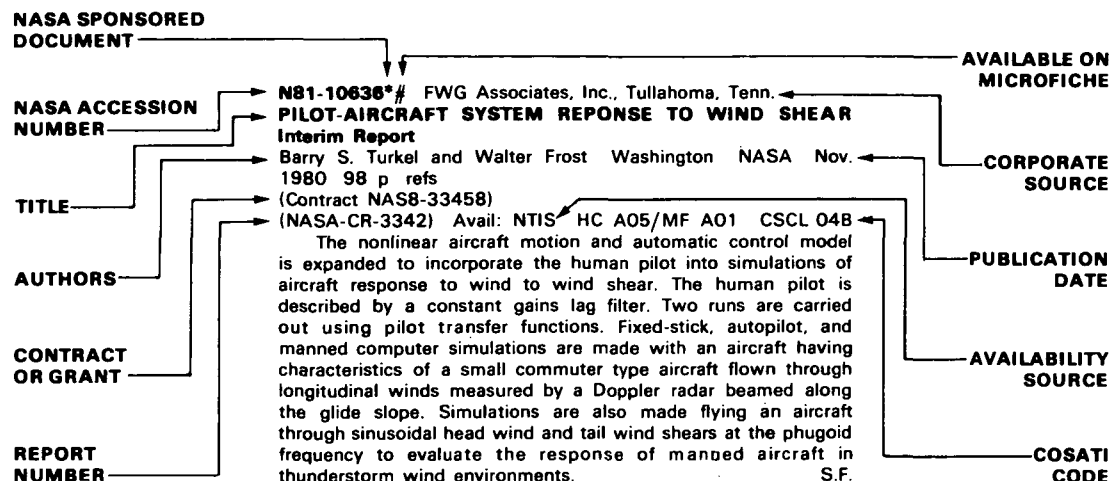 NASA SPONSORED
DOCUMENT
AVAILABLE ON
MICROFICHE
NASA ACCESSION
NUMBER
N81-10636*# FWG Associates, Inc., Tullahoma, Tenn.
PILOT-AIRCRAFT SYSTEM REPONSE TO WIND SHEAR
Interim Report
Barry S. Turkel and Walter Frost Washington NASA Nov.
1980 98 p refs
(Contract NAS8-33458)
(NASA-CR-3342) Avail: NTIS HC A05/MF A01 CSCL 04B
The nonlinear aircraft motion and automatic control model
is expanded to incorporate the human pilot into simulations of
aircraft response to wind to wind shear. The human pilot is
described by a constant gains lag filter. Two runs are carried
out using pilot transfer functions. Fixed-stick, autopilot, and
manned computer simulations are made with an aircraft having
characteristics of a small commuter type aircraft flown through
longitudinal winds measured by a Doppler radar beamed along
the glide slope. Simulations are also made flying an aircraft
through sinusoidal head wind and tail wind shears at the phugoid
frequency to evaluate the response of manned aircraft in
thunderstorm wind environments. S.F.
TITLE
AUTHORS
CONTRACT
OR GRANT
REPORT
NUMBER
CORPORATE
SOURCE
PUBLICATION
DATE
AVAILABILITY
SOURCE
COSATI
CODE